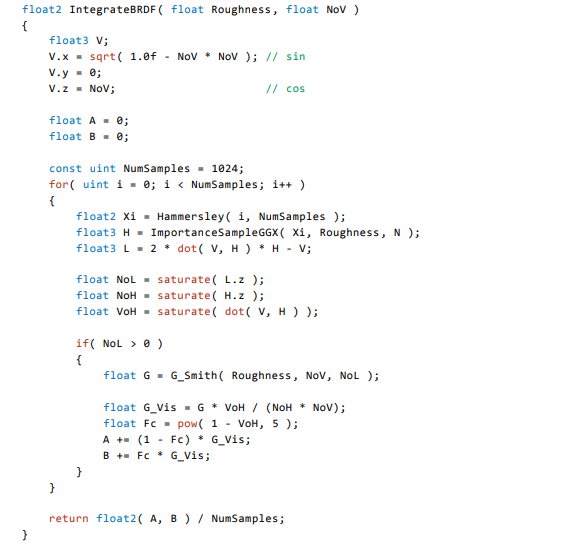 float2 IntegrateBRDF( float Roughness, float NoV )
{
    float3 V;
    V.x = sqrt( 1.0f - NoV * NoV ); // sin
    V.y = 0;
    V.z = NoV;                      // cos

    float A = 0;
    float B = 0;

    const uint NumSamples = 1024;
    for( uint i = 0; i < NumSamples; i++ )
    {
        float2 Xi = Hammersley( i, NumSamples );
        float3 H = ImportanceSampleGGX( Xi, Roughness, N );
        float3 L = 2 * dot( V, H ) * H - V;

        float NoL = saturate( L.z );
        float NoH = saturate( H.z );
        float VoH = saturate( dot( V, H ) );

        if( NoL > 0 )
        {
            float G = G_Smith( Roughness, NoV, NoL );

            float G_Vis = G * VoH / (NoH * NoV);
            float Fc = pow( 1 - VoH, 5 );
            A += (1 - Fc) * G_Vis;
            B += Fc * G_Vis;
        }
    }

    return float2( A, B ) / NumSamples;
}